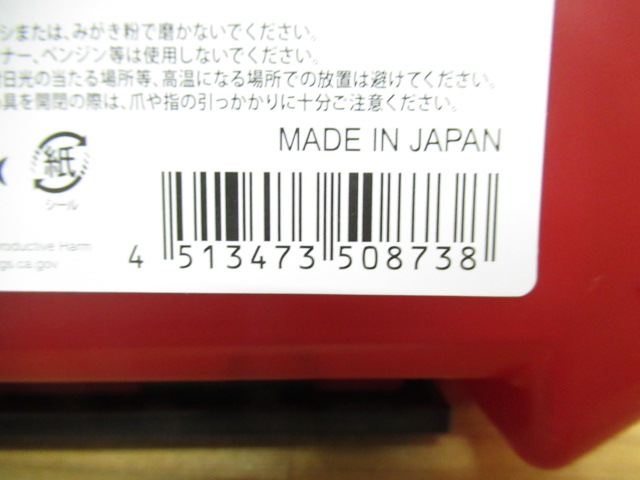 シまたは、みがき粉で磨かないでください。
ナー、ベンジン等は使用しないでください。
日光の当たる場所等、高温になる場所での放置は避けてください。
具を開閉の際は、爪や指の引っかかりに十分ご注意ください。
MADE IN JAPAN
紙
シール
roductive Harm
gs.ca.gov
4 513473 508738